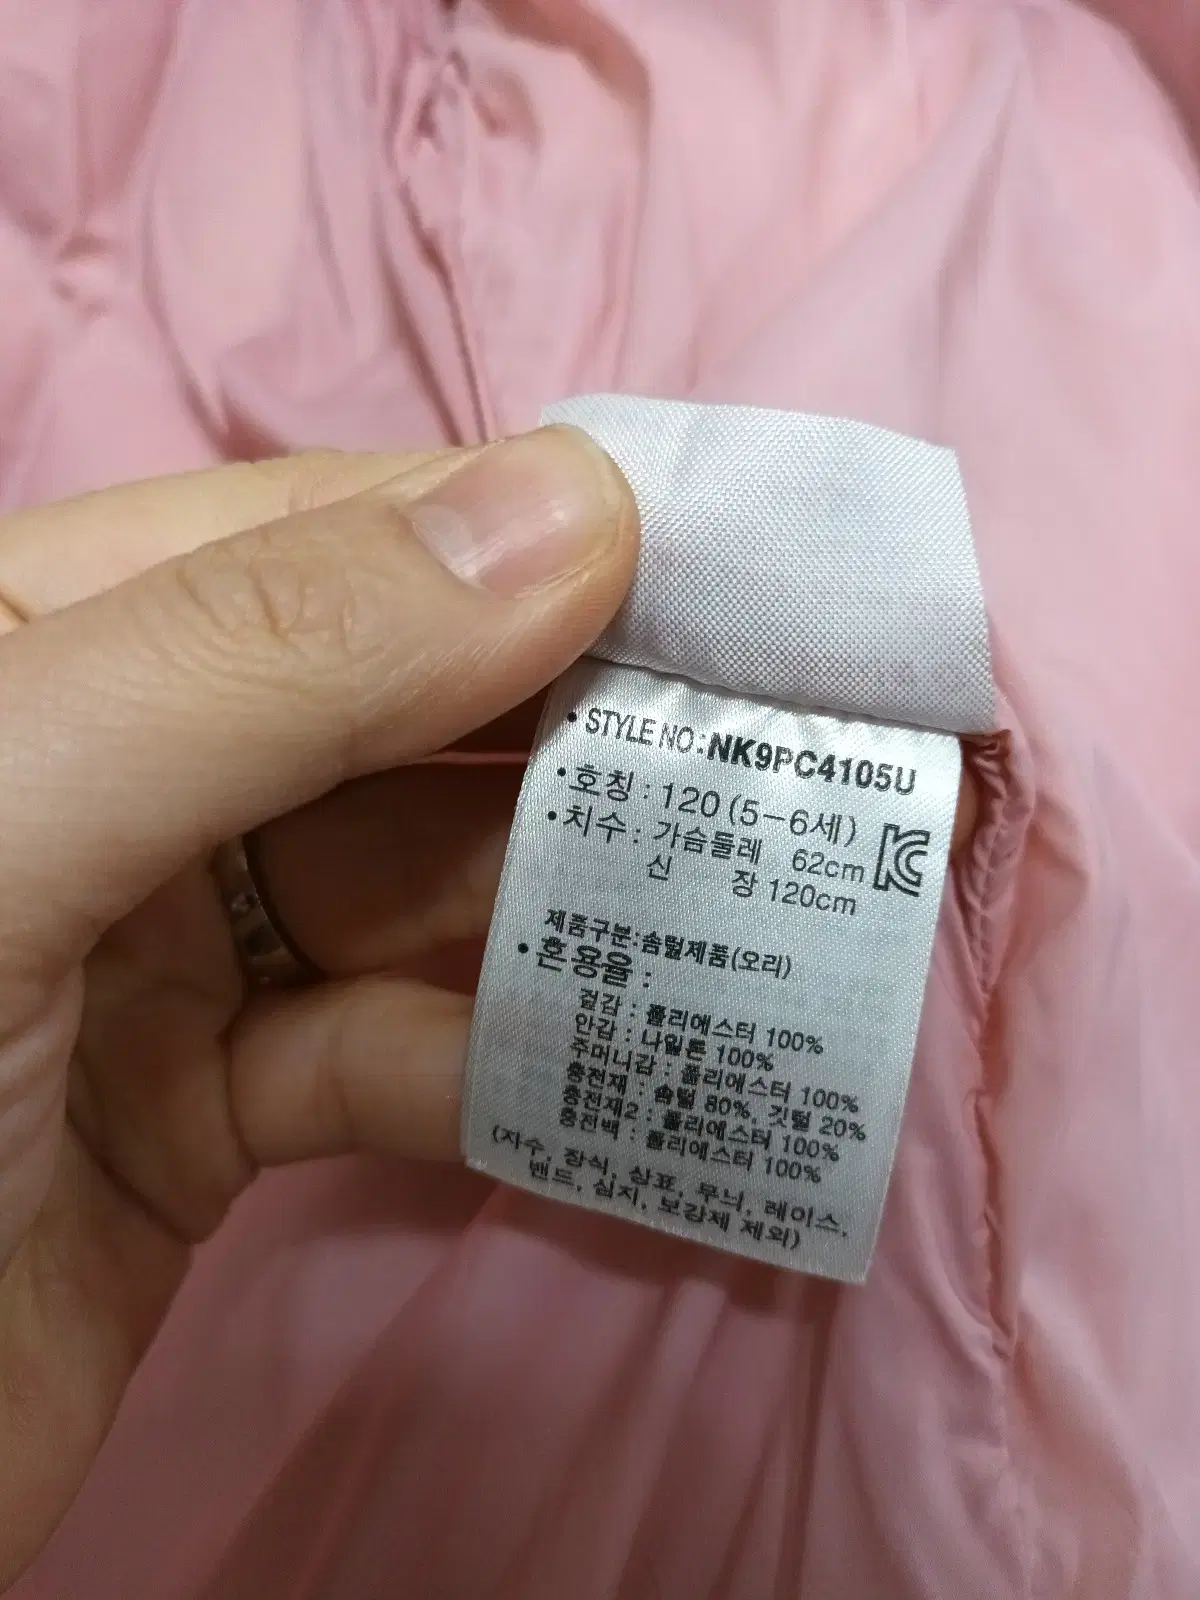 • STYLE NO:NK9PC4105U
• 호칭 : 120 (5-6세)
• 치수 : 가슴둘레 62cm
신 장 120cm
제품구분:솜털제품(오리)
• 혼용율 :
겉감 : 폴리에스터 100%
안감 : 나일론 100%
주머니감 : 폴리에스터 100%
충전재 : 솜털 80%, 깃털 20%
충전재2 : 폴리에스터 100%
충전백 : 폴리에스터 100%
(자수, 장식, 상표, 무늬, 레이스,
밴드, 심지, 보강재 제외)